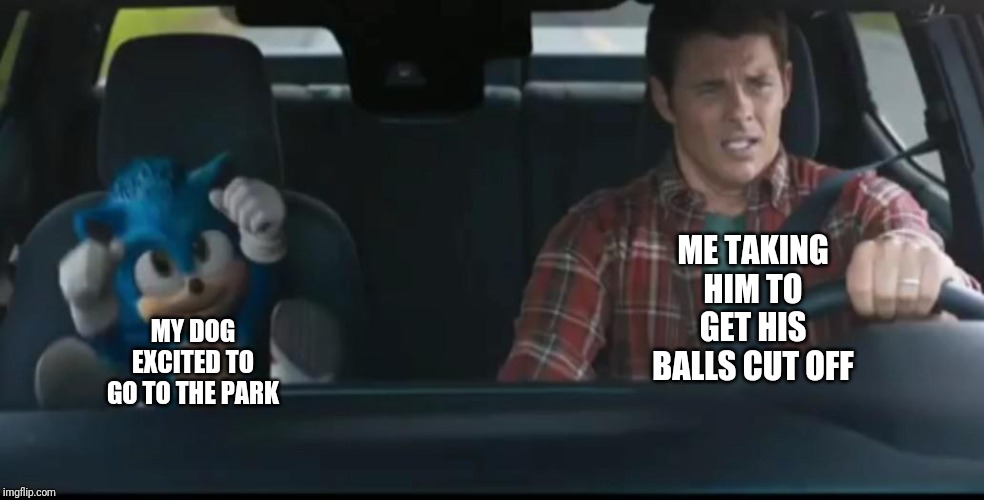 MY DOG
EXCITED TO
GO TO THE PARK
ME TAKING
HIM TO
GET HIS
BALLS CUT OFF
imgflip.com